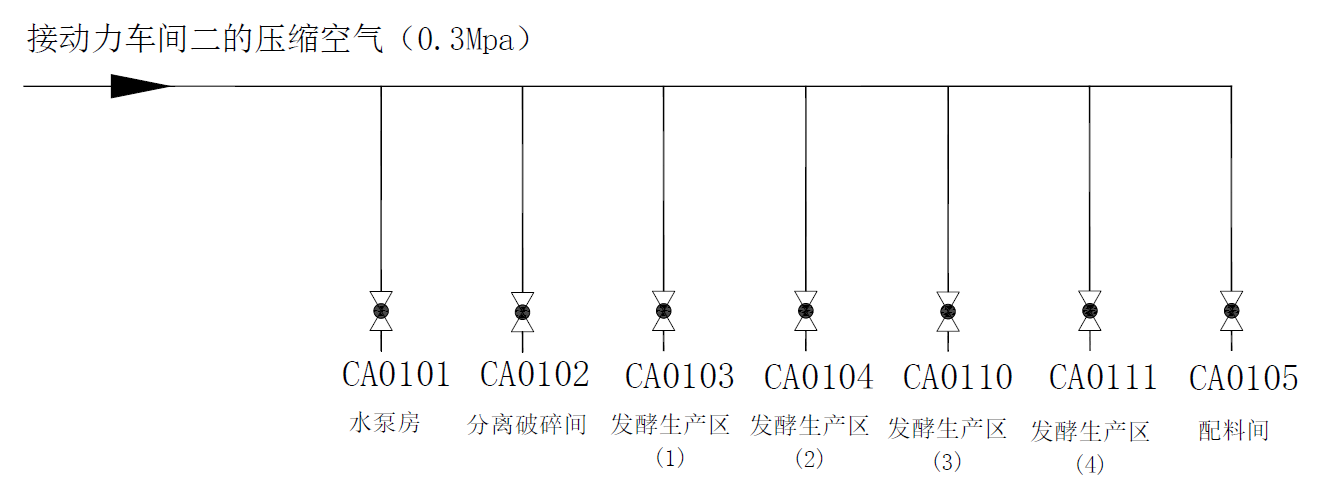 接动力车间二的压缩空气（0.3Mpa）
CA0101
CA0102
CA0103
CA0104
CA0110
CA0111
CA0105
水泵房
分离破碎间
发酵生产区
(1)
发酵生产区
(2)
发酵生产区
(3)
发酵生产区
(4)
配料间